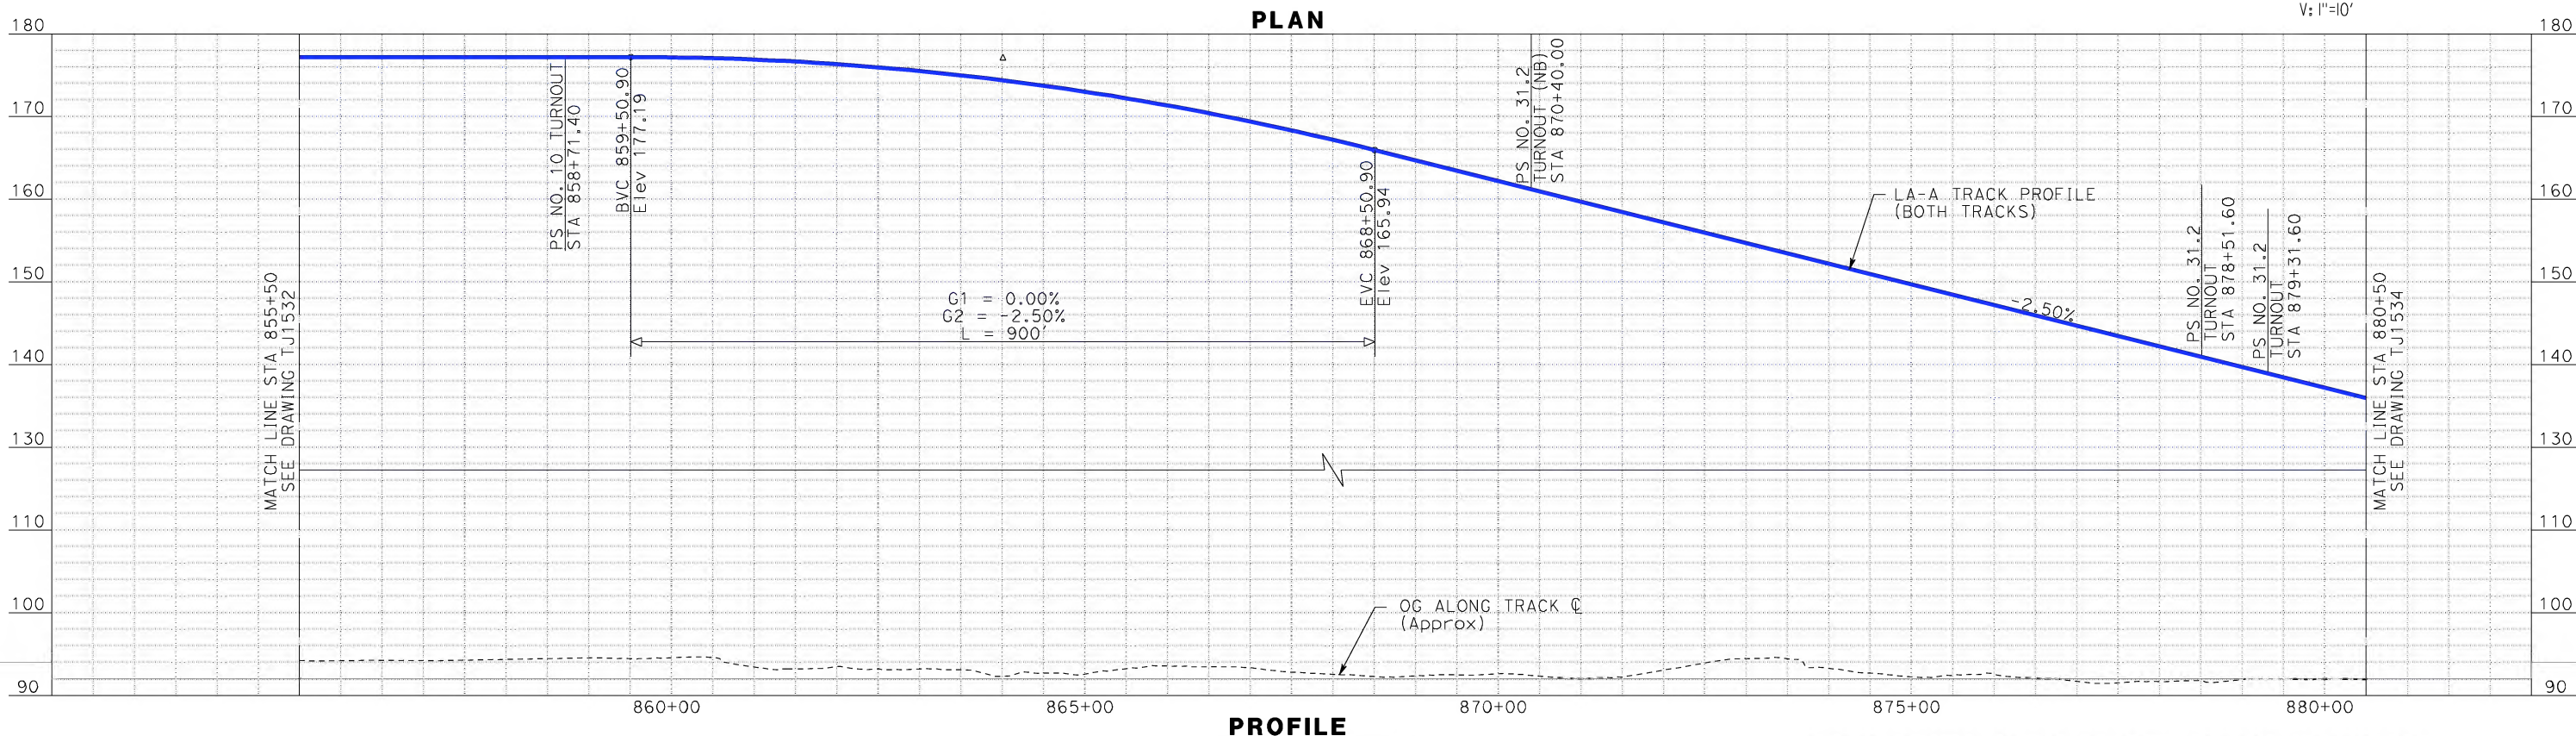 PLAN
V: 1"=10'
180
170
160
150
140
130
110
100
90
MATCH LINE STA 855+50
SEE DRAWING TJ1532
PS NO. 10 TURNOUT
STA 858+71.40
BVC 859+50.90
Elev 177.19
G1 = 0.00%
G2 = -2.50%
L = 900'
EVC 868+50.90
Elev 165.94
PS NO. 31.2
TURNOUT (NB)
STA 870+40.00
LA-A TRACK PROFILE
(BOTH TRACKS)
-2.50%
PS NO. 31.2
TURNOUT
STA 878+51.60
PS NO. 31.2
TURNOUT
STA 879+31.60
MATCH LINE STA 880+50
SEE DRAWING TJ1534
OG ALONG TRACK ℄
(Approx)
180
170
160
150
140
130
110
100
90
860+00
865+00
870+00
875+00
880+00
PROFILE